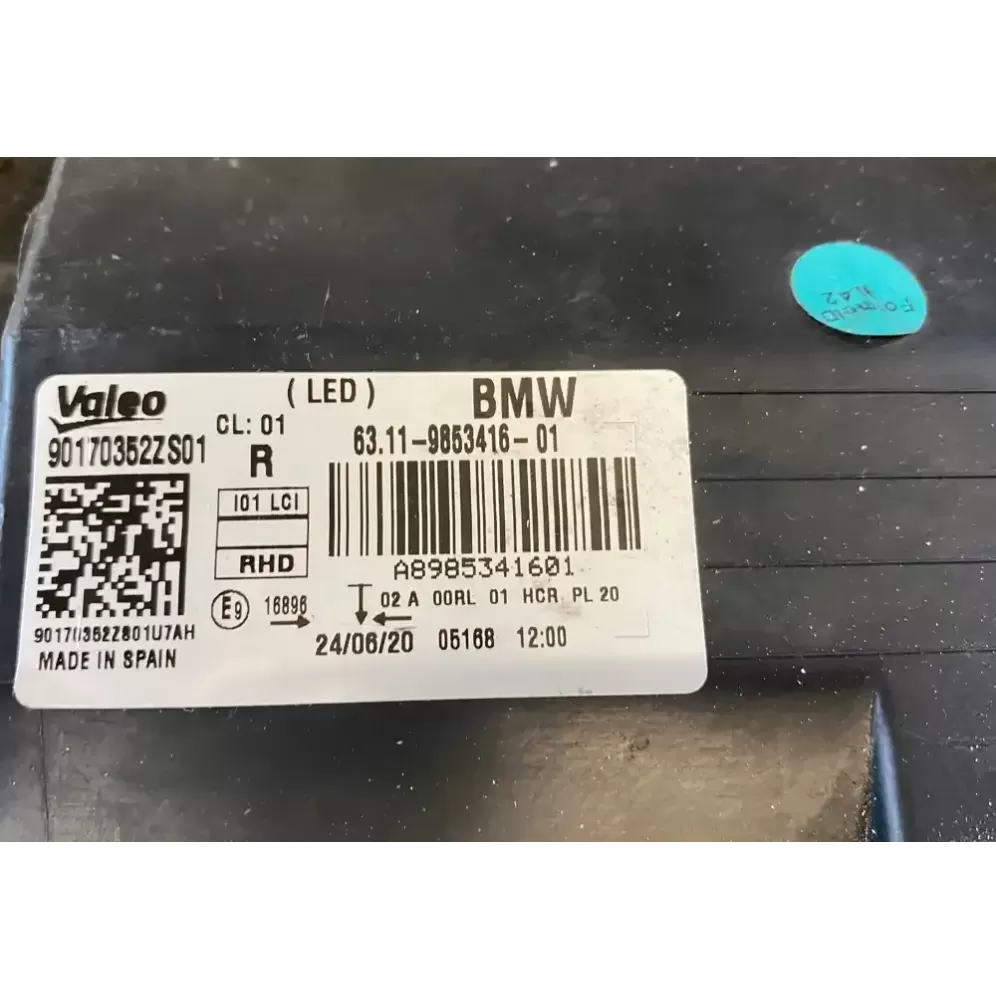 Valeo
(LED)
BMW
CL: 01
90170352ZS01
R
63.11-9853416-01
I01 LCI
RHD
A8985341601
E9
16896
02 A 00RL 01 HCR PL 20
90170352ZS01U7AH
24/06/20 05168 12:00
MADE IN SPAIN